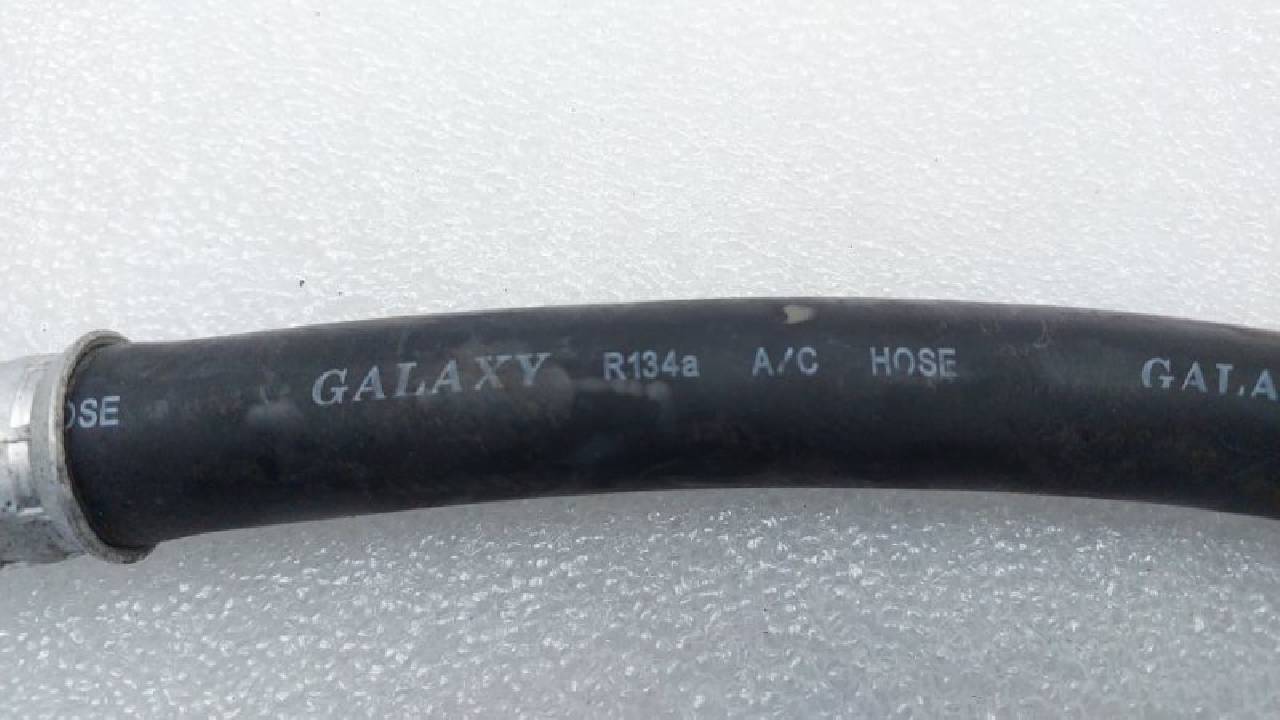 OSE GALAXY R134a A/C HOSE GALA